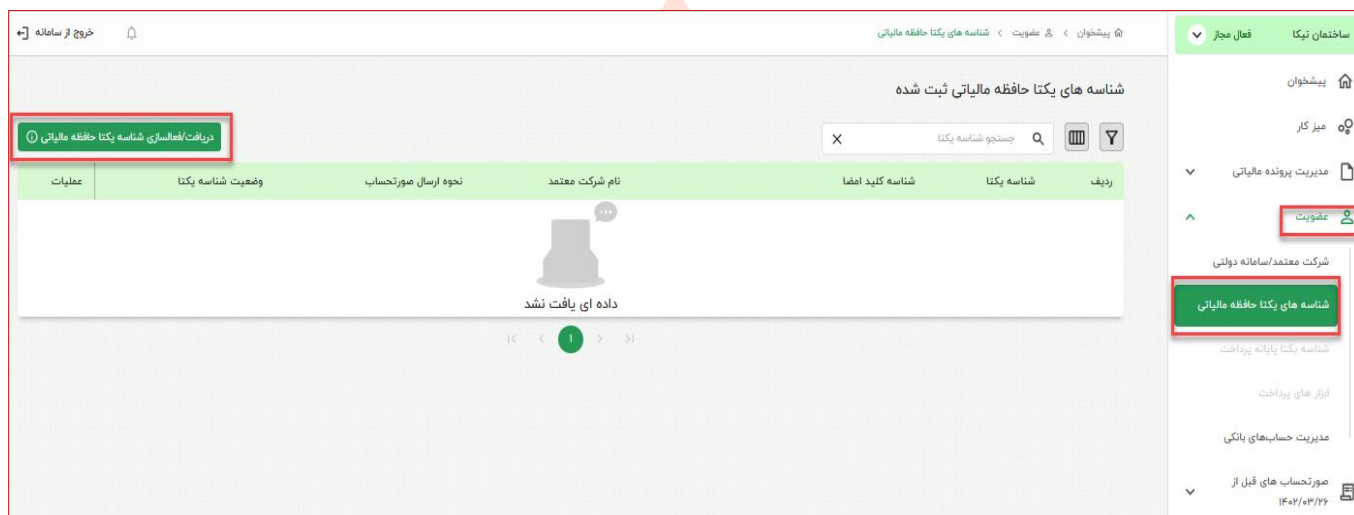 ساختمان نیکا فعال مجاز
پیشخوان
میز کار
مدیریت پرونده مالیاتی
عضویت
شرکت معتمد/سامانه دولتی
شناسه های یکتا حافظه مالیاتی
شناسه یکتا پایانه پرداخت
ابزار های پرداخت
مدیریت حساب‌های بانکی
صورتحساب های قبل از
۱۴۰۲/۰۳/۲۶
پیشخوان > عضویت > شناسه های یکتا حافظه مالیاتی
خروج از سامانه
شناسه های یکتا حافظه مالیاتی ثبت شده
جستجو شناسه یکتا
دریافت/فعالسازی شناسه یکتا حافظه مالیاتی
ردیف شناسه یکتا شناسه کلید امضا نام شرکت معتمد نحوه ارسال صورتحساب وضعیت شناسه یکتا عملیات
داده ای یافت نشد
۱